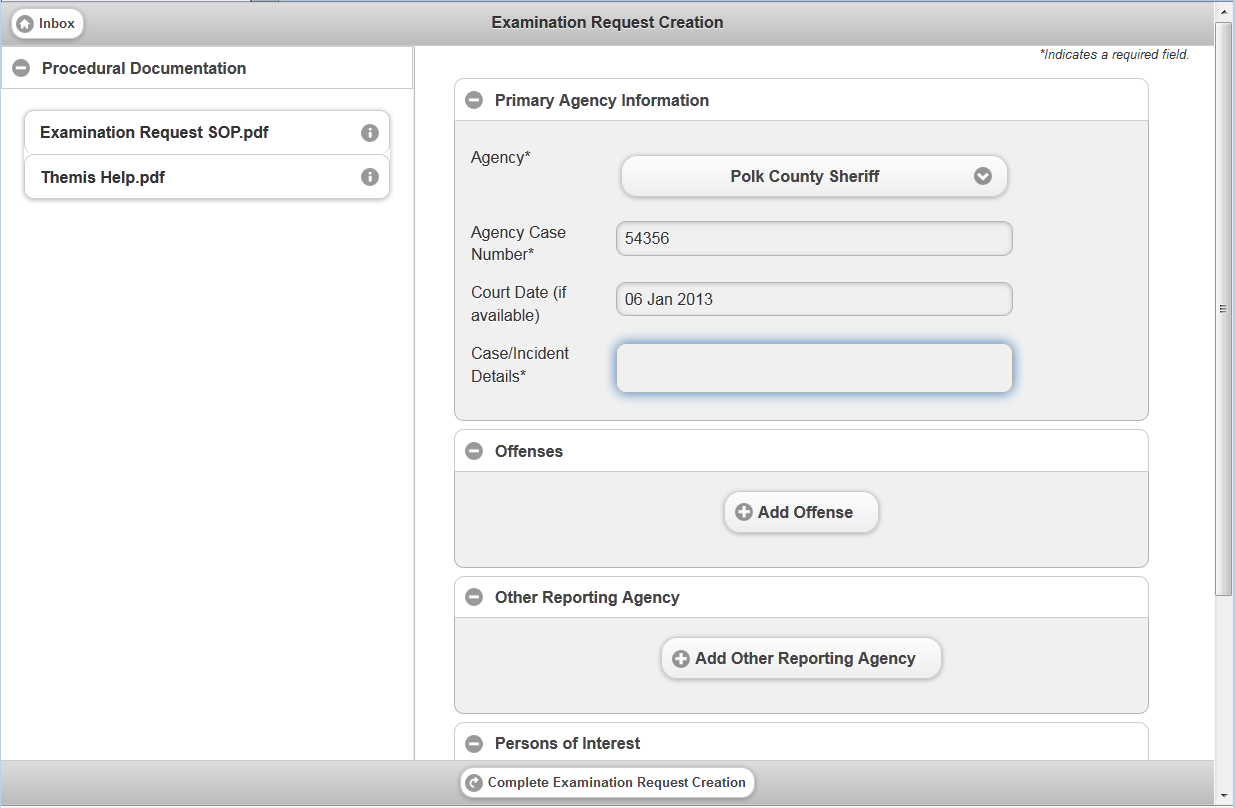 Inbox
Examination Request Creation
*Indicates a required field.
Procedural Documentation
Examination Request SOP.pdf
Themis Help.pdf
Primary Agency Information
Agency*
Polk County Sheriff
Agency Case
Number*
54356
Court Date (if
available)
06 Jan 2013
Case/Incident
Details*
Offenses
Add Offense
Other Reporting Agency
Add Other Reporting Agency
Persons of Interest
Complete Examination Request Creation